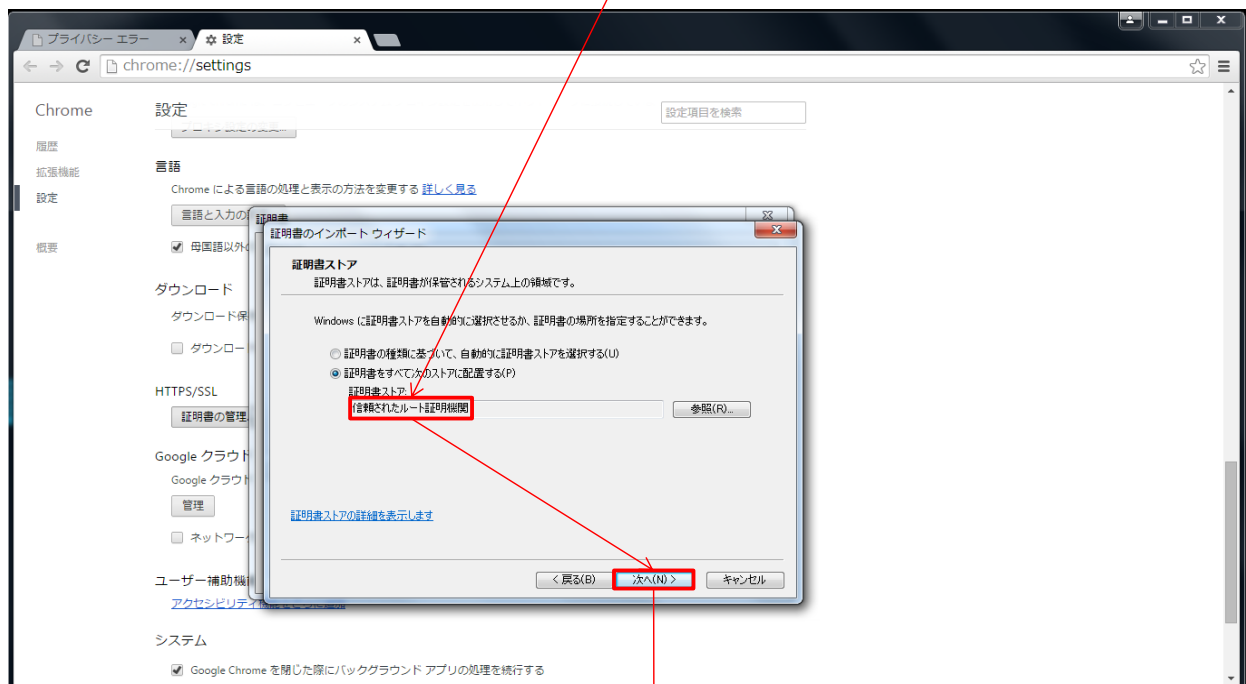 プライバシー エラー
設定
chrome://settings
Chrome
設定
設定項目を検索
履歴
拡張機能
設定
概要
言語
Chrome による言語の処理と表示の方法を変更する 詳しく見る
言語と入力の
証明書
母国語以外の
ダウンロード
ダウンロード保
ダウンロー
HTTPS/SSL
証明書の管理
Google クラウド
Google クラウド
管理
ネットワーク
ユーザー補助機
アクセシビリティ
システム
Google Chrome を閉じた際にバックグラウンド アプリの処理を続行する
証明書のインポート ウィザード
証明書ストア
証明書ストアは、証明書が保管されるシステム上の領域です。
Windows に証明書ストアを自動的に選択させるか、証明書の場所を指定することができます。
証明書の種類に基づいて、自動的に証明書ストアを選択する(U)
証明書をすべて次のストアに配置する(P)
証明書ストア:
信頼されたルート証明機関
参照(R)...
証明書ストアの詳細を表示します
< 戻る(B)
次へ(N) >
キャンセル